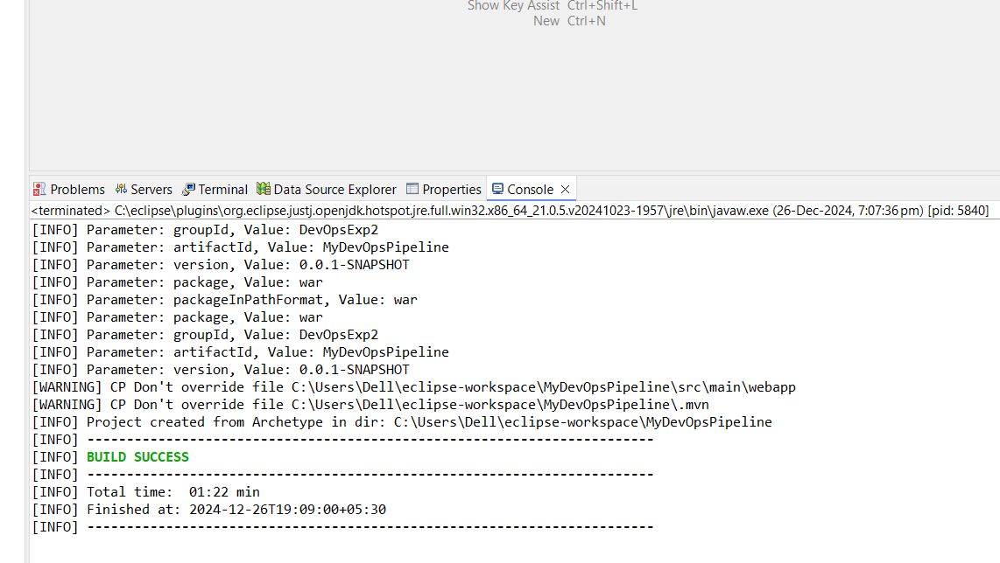 Show Key Assist Ctrl+Shift+L
New Ctrl+N
Problems Servers Terminal Data Source Explorer Properties Console
<terminated> C:\eclipse\plugins\org.eclipse.justj.openjdk.hotspot.jre.full.win32.x86_64_21.0.5.v20241023-1957\jre\bin\javaw.exe (26-Dec-2024, 7:07:36 pm) [pid: 5840]
[INFO] Parameter: groupId, Value: DevOpsExp2
[INFO] Parameter: artifactId, Value: MyDevOpsPipeline
[INFO] Parameter: version, Value: 0.0.1-SNAPSHOT
[INFO] Parameter: package, Value: war
[INFO] Parameter: packageInPathFormat, Value: war
[INFO] Parameter: package, Value: war
[INFO] Parameter: groupId, Value: DevOpsExp2
[INFO] Parameter: artifactId, Value: MyDevOpsPipeline
[INFO] Parameter: version, Value: 0.0.1-SNAPSHOT
[WARNING] CP Don't override file C:\Users\Dell\eclipse-workspace\MyDevOpsPipeline\src\main\webapp
[WARNING] CP Don't override file C:\Users\Dell\eclipse-workspace\MyDevOpsPipeline\.mvn
[INFO] Project created from Archetype in dir: C:\Users\Dell\eclipse-workspace\MyDevOpsPipeline
[INFO] ------------------------------------------------------------------------
[INFO] BUILD SUCCESS
[INFO] ------------------------------------------------------------------------
[INFO] Total time:  01:22 min
[INFO] Finished at: 2024-12-26T19:09:00+05:30
[INFO] ------------------------------------------------------------------------